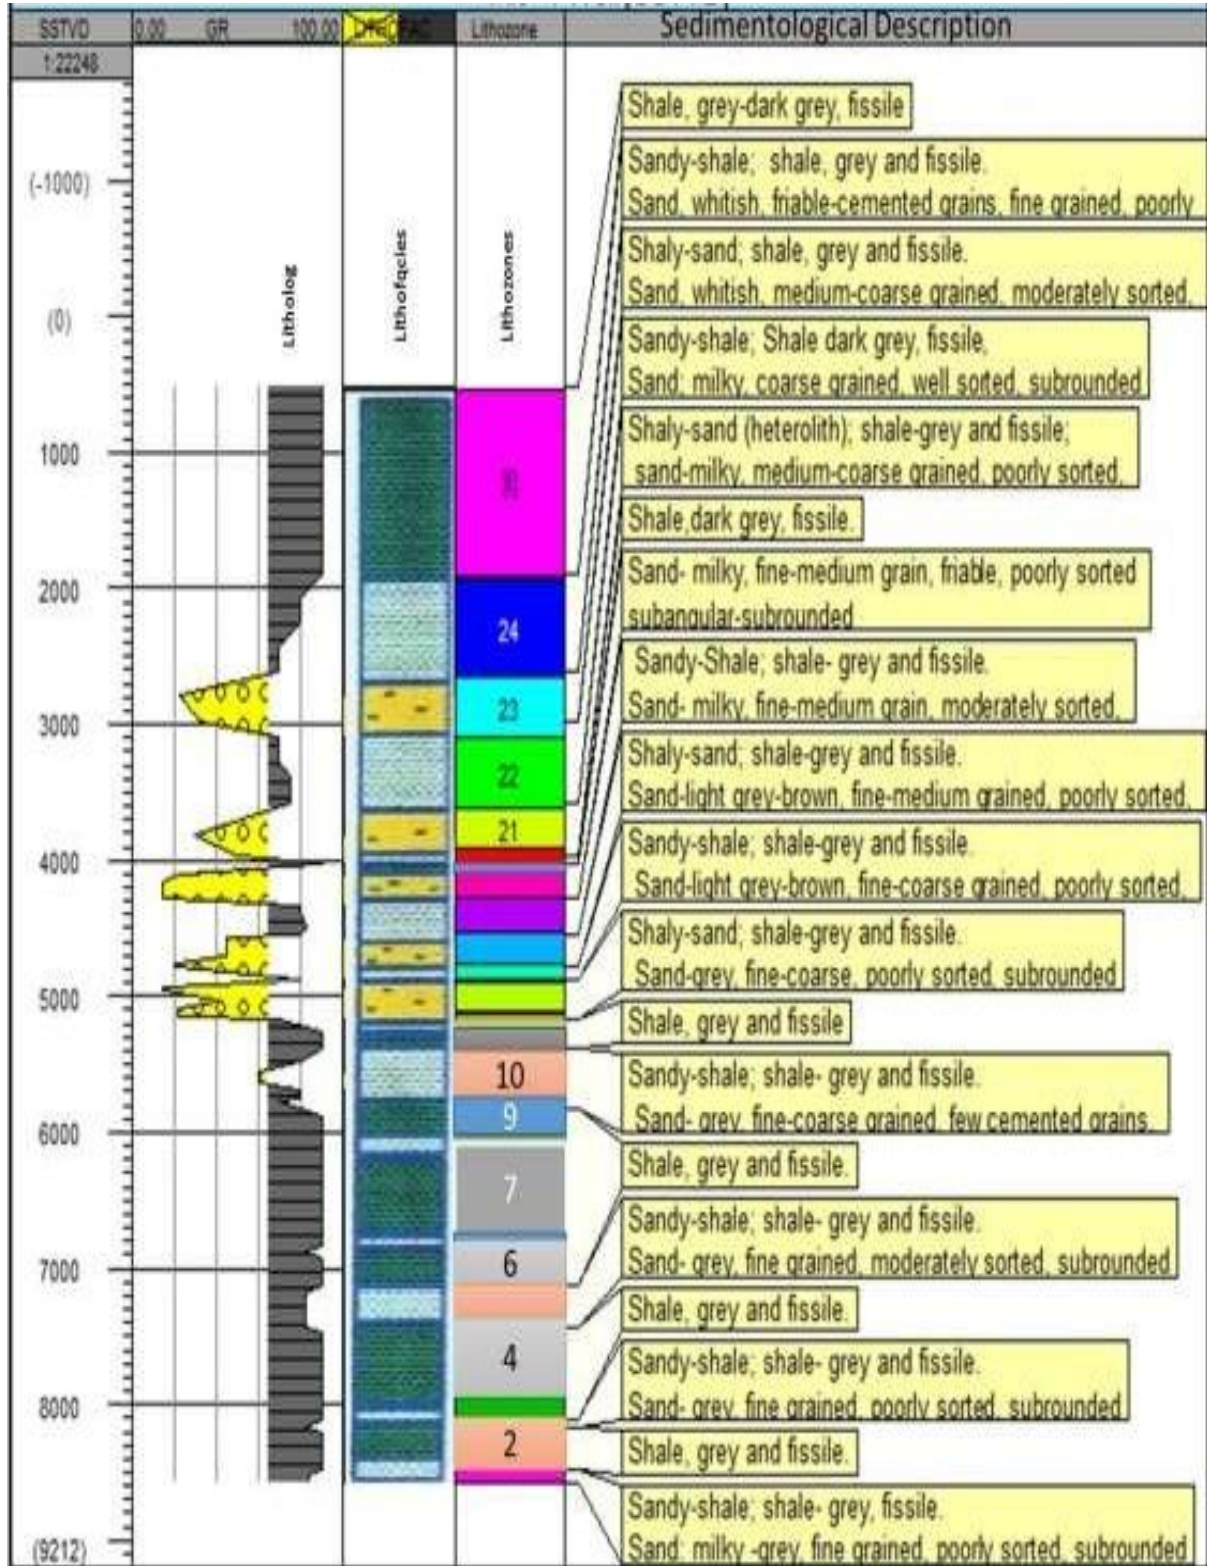 SSTVD 0.00 GR 100.00 Lithozone Sedimentological Description
1:22248
Litholog
Lithofqcies
Lithozones
(-1000)
(0)
1000
2000
3000
4000
5000
6000
7000
8000
(9212)
24
23
22
21
10
9
7
6
4
2
Shale, grey-dark grey, fissile
Sandy-shale; shale, grey and fissile.
Sand, whitish, friable-cemented grains, fine grained, poorly
Shaly-sand; shale, grey and fissile.
Sand, whitish, medium-coarse grained, moderately sorted,
Sandy-shale; Shale dark grey, fissile,
Sand; milky, coarse grained, well sorted, subrounded
Shaly-sand (heterolith); shale-grey and fissile;
sand-milky, medium-coarse grained, poorly sorted,
Shale,dark grey, fissile.
Sand- milky, fine-medium grain, friable, poorly sorted
subangular-subrounded
Sandy-Shale; shale- grey and fissile.
Sand- milky, fine-medium grain, moderately sorted,
Shaly-sand; shale-grey and fissile.
Sand-light grey-brown, fine-medium grained, poorly sorted,
Sandy-shale; shale-grey and fissile.
Sand-light grey-brown, fine-coarse grained, poorly sorted,
Shaly-sand; shale-grey and fissile.
Sand-grey, fine-coarse, poorly sorted, subrounded
Shale, grey and fissile
Sandy-shale; shale- grey and fissile.
Sand- grey, fine-coarse grained, few cemented grains,
Shale, grey and fissile.
Sandy-shale; shale- grey and fissile.
Sand- grey, fine grained, moderately sorted, subrounded
Shale, grey and fissile.
Sandy-shale; shale- grey and fissile.
Sand- grey, fine grained, poorly sorted, subrounded
Shale, grey and fissile.
Sandy-shale; shale- grey, fissile.
Sand; milky -grey, fine grained, poorly sorted, subrounded